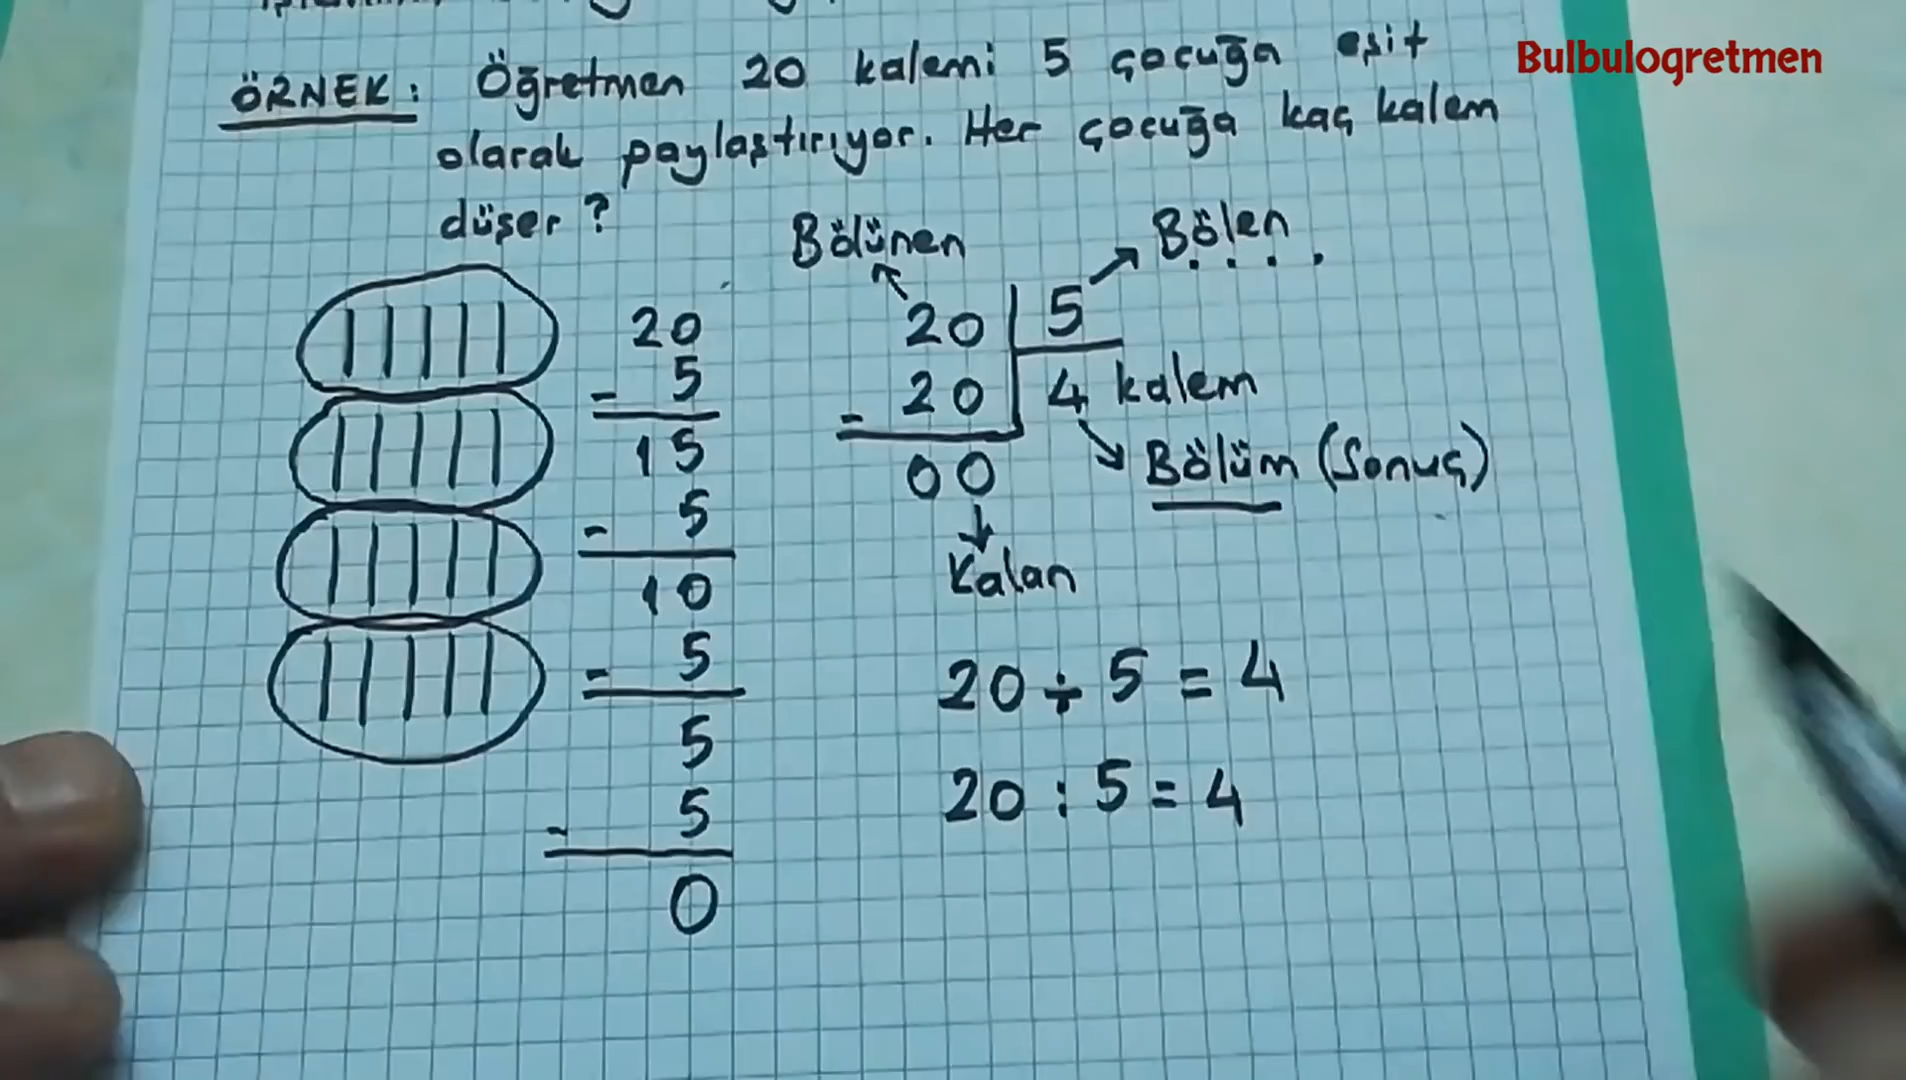 Bulbulogretmen
ÖRNEK: Öğretmen 20 kalemi 5 çocuğa eşit
olarak paylaştırıyor. Her çocuğa kaç kalem
düşer?
20
- 5
15
- 5
10
- 5
5
- 5
0
Bölünen
Bölen
20 5
- 20 4 kalem
00
Bölüm (Sonuç)
Kalan
20 ÷ 5 = 4
20 : 5 = 4